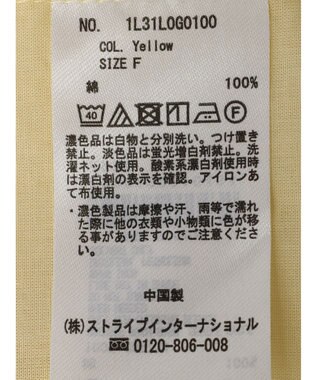 NO. 1L31L0G0100
COL. Yellow
SIZE F
綿 100%
40 F
濃色品は白物と分別洗い。つけ置き
禁止。淡色品は蛍光増白剤禁止。洗
濯ネット使用。酸素系漂白剤使用時
は漂白剤の表示を確認。アイロンあ
て布使用。
・濃色製品は摩擦や汗、雨等で濡れ
た際に他の衣類や小物類に色が移
る事がありますのでご注意くださ
い。
中国製
(株)ストライプインターナショナル
0120-806-008